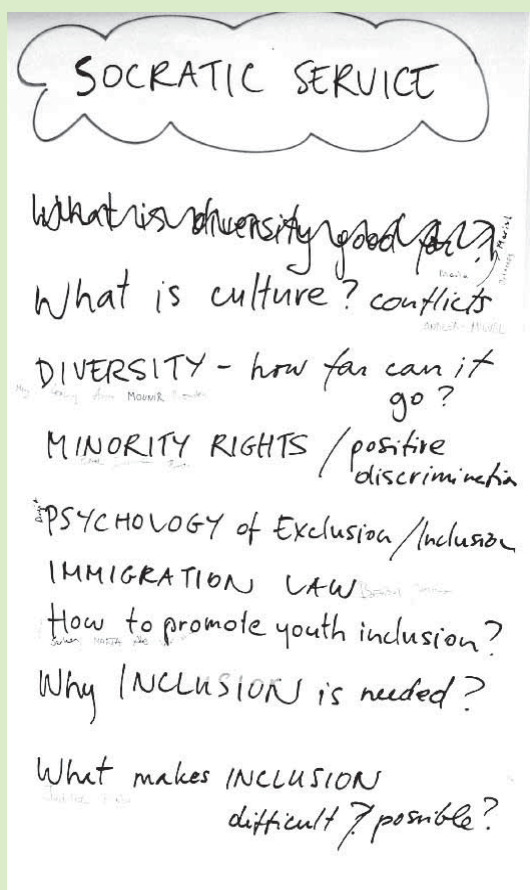 SOCRATIC SERVICE
What is diversity good for?
What is culture? conflicts
DIVERSITY - how far can it
go?
MOUNIR
MINORITY RIGHTS / positive
discrimination
PSYCHOLOGY of Exclusion/Inclusion
IMMIGRATION LAW
How to promote youth inclusion?
Why INCLUSION is needed?
What makes INCLUSION
difficult? possible?